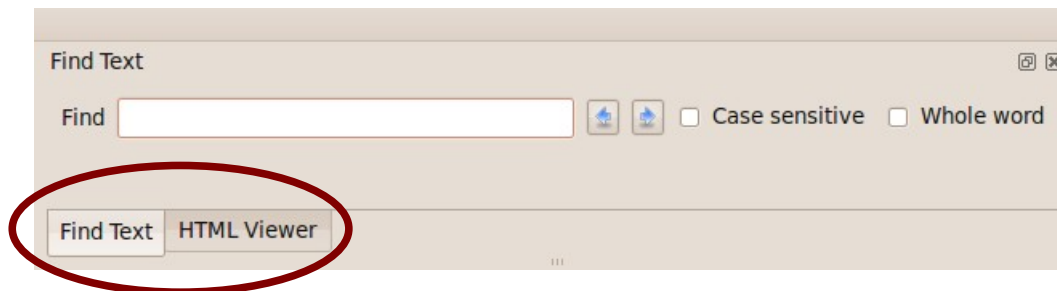 Find Text
Find Case sensitive Whole word
Find Text HTML Viewer